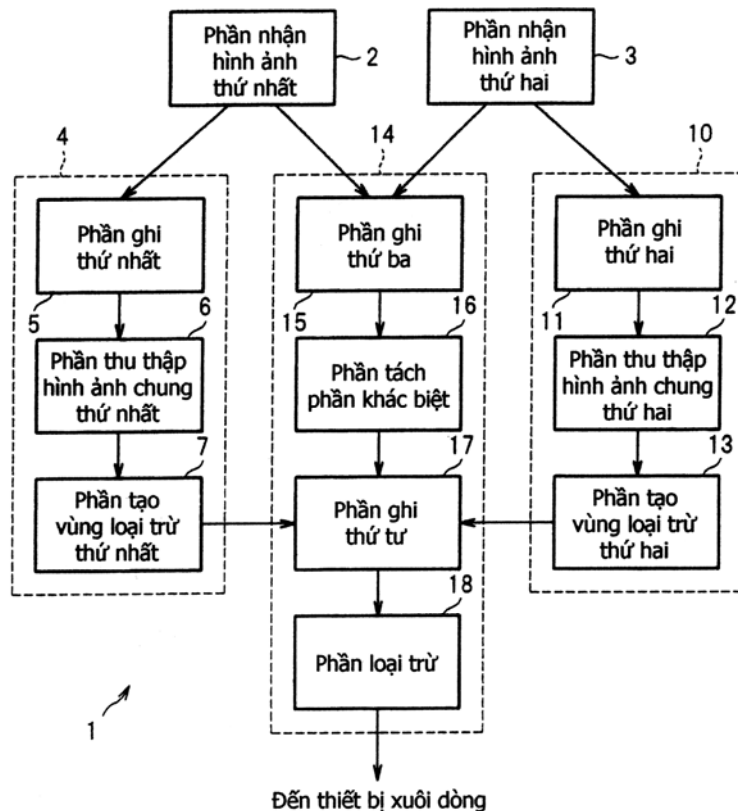 Phần nhận
hình ảnh
thứ nhất
2
Phần nhận
hình ảnh
thứ hai
3
4
14
10
Phần ghi
thứ nhất
5
Phần ghi
thứ ba
15
Phần ghi
thứ hai
11
6
Phần thu thập
hình ảnh chung
thứ nhất
16
Phần tách
phần khác biệt
12
Phần thu thập
hình ảnh chung
thứ hai
7
Phần tạo
vùng loại trừ
thứ nhất
17
Phần ghi
thứ tư
13
Phần tạo
vùng loại trừ
thứ hai
18
Phần loại trừ
1
Đến thiết bị xuôi dòng